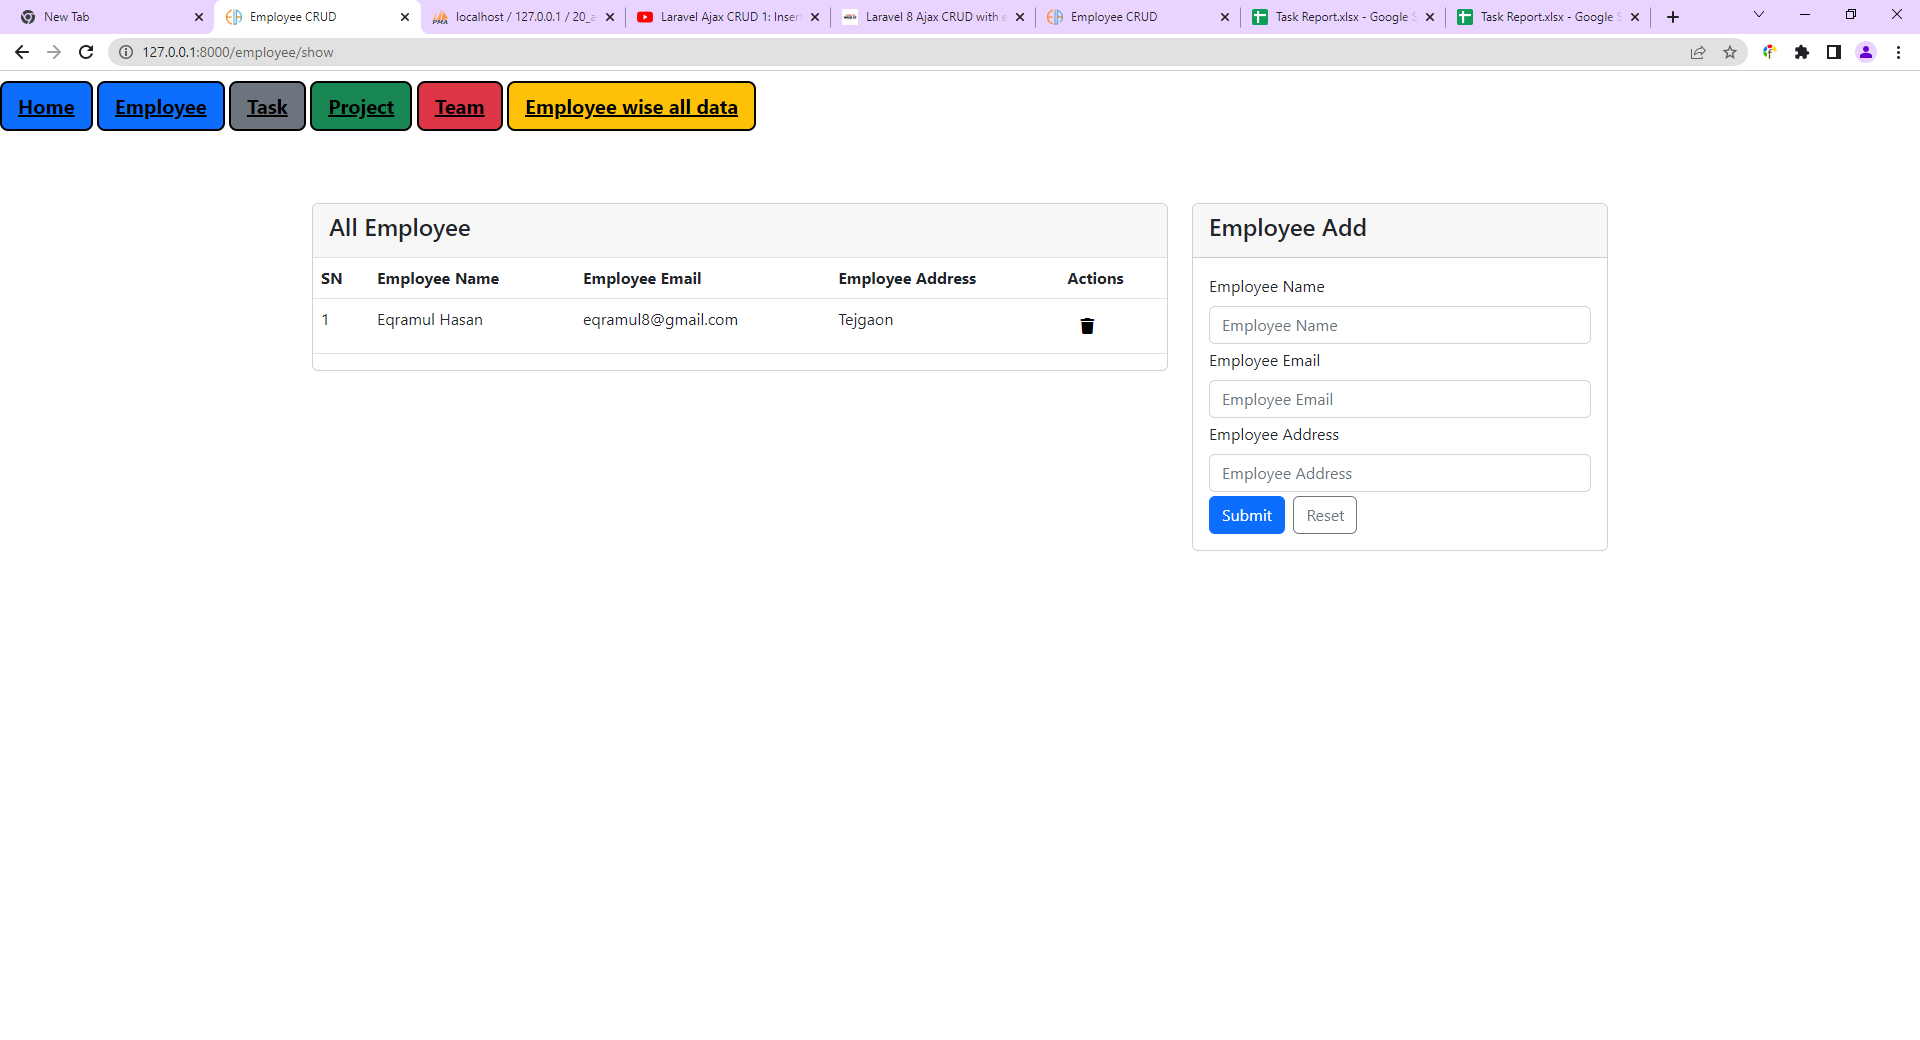 New Tab
Employee CRUD
localhost / 127.0.0.1 / 20_a
Laravel Ajax CRUD 1: Insert
Laravel 8 Ajax CRUD with e
Employee CRUD
Task Report.xlsx - Google S
Task Report.xlsx - Google S
127.0.0.1:8000/employee/show
Home Employee Task Project Team Employee wise all data
All Employee
SN Employee Name Employee Email Employee Address Actions
1 Eqramul Hasan eqramul8@gmail.com Tejgaon
Employee Add
Employee Name
Employee Name
Employee Email
Employee Email
Employee Address
Employee Address
Submit Reset